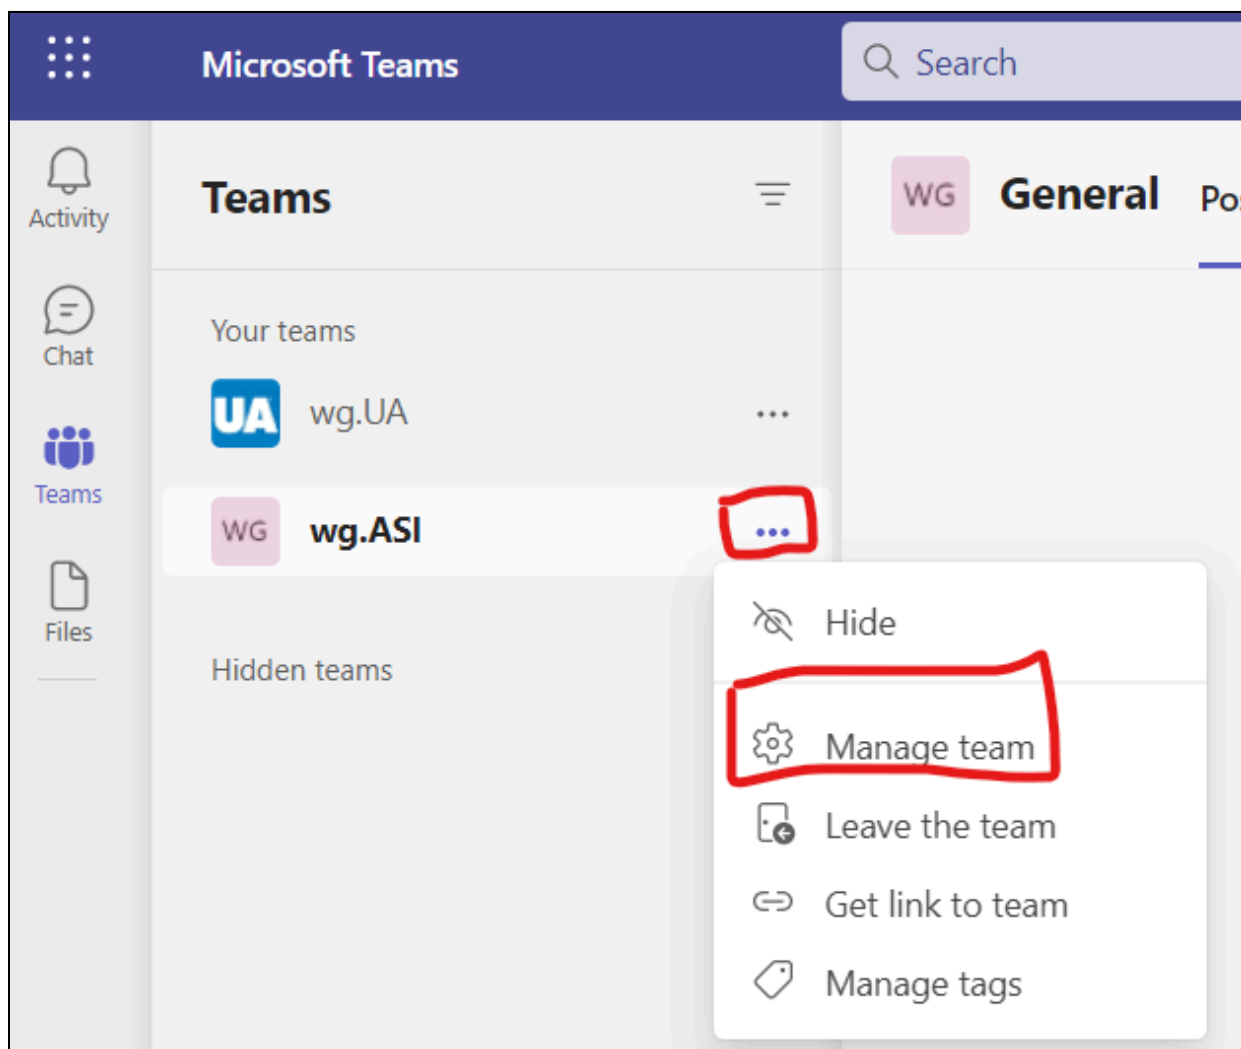 Microsoft Teams
Search
Activity
Chat
Teams
Files
Teams
Your teams
UA wg.UA
WG wg.ASI
Hidden teams
WG General Pos
Hide
Manage team
Leave the team
Get link to team
Manage tags